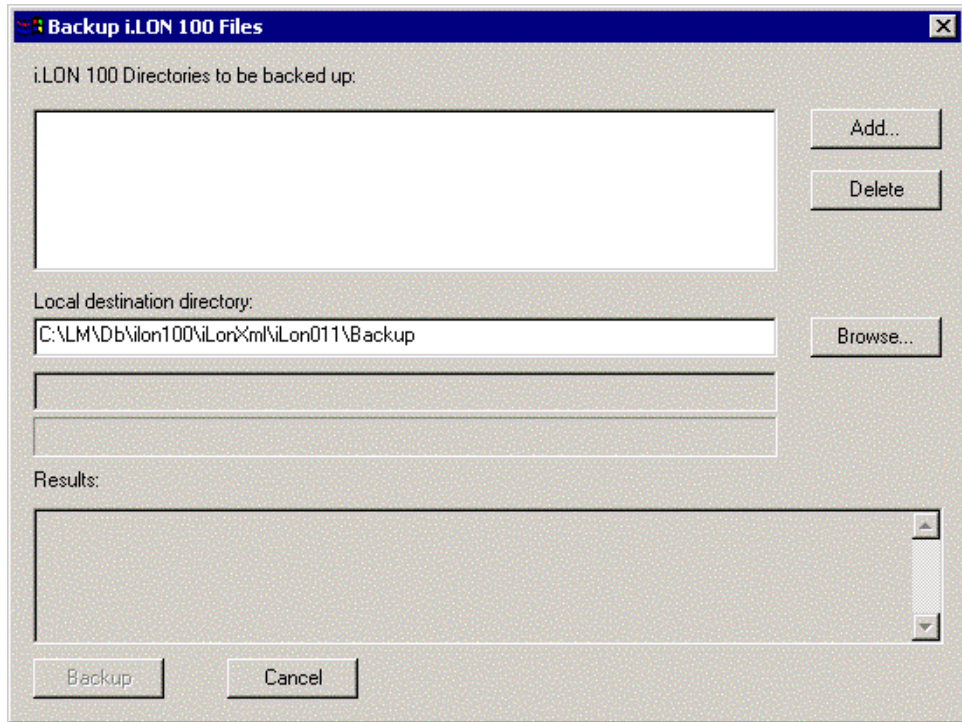 Backup i.LON 100 Files
i.LON 100 Directories to be backed up:
Add...
Delete
Local destination directory:
C:\LM\Db\ilon100\iLonXml\iLon011\Backup
Browse...
Results:
Backup
Cancel